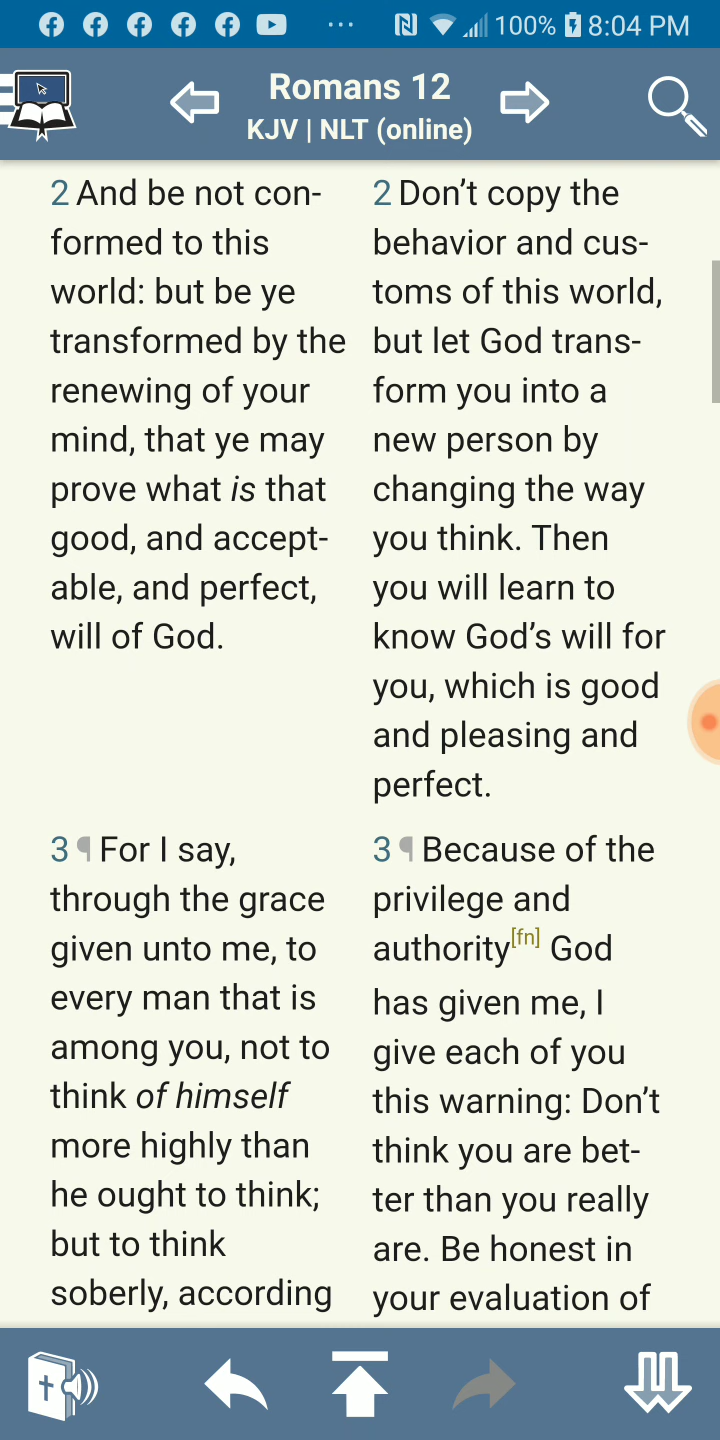 100% 8:04 PM
Romans 12
KJV | NLT (online)
2 And be not con-
formed to this
world: but be ye
transformed by the
renewing of your
mind, that ye may
prove what is that
good, and accept-
able, and perfect,
will of God.
2 Don’t copy the
behavior and cus-
toms of this world,
but let God trans-
form you into a
new person by
changing the way
you think. Then
you will learn to
know God’s will for
you, which is good
and pleasing and
perfect.
3 ¶ For I say,
through the grace
given unto me, to
every man that is
among you, not to
think of himself
more highly than
he ought to think;
but to think
soberly, according
3 ¶ Because of the
privilege and
authority[fn] God
has given me, I
give each of you
this warning: Don’t
think you are bet-
ter than you really
are. Be honest in
your evaluation of